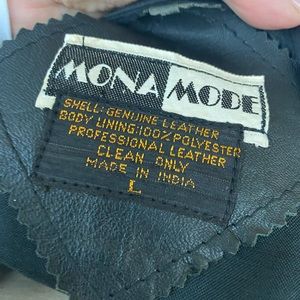 MONA MODE
SHELL: GENUINE LEATHER
BODY LINING: 100% POLYESTER
PROFESSIONAL LEATHER
CLEAN ONLY
MADE IN INDIA
L